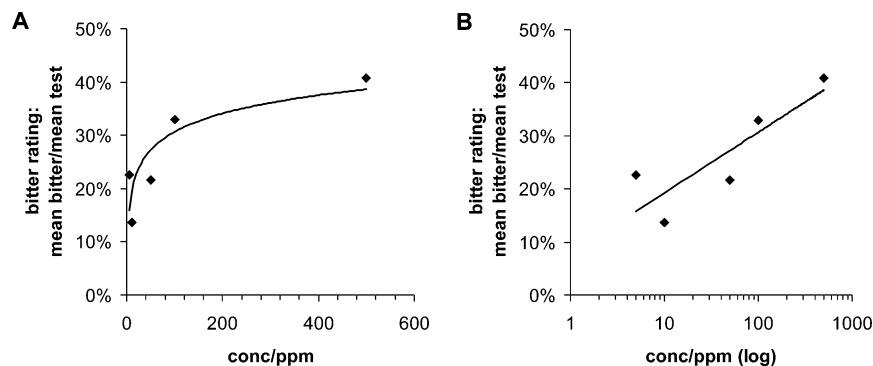 A
bitter rating:
mean bitter/mean test
50%
40%
30%
20%
10%
0%
0 200 400 600
conc/ppm
B
bitter rating:
mean bitter/mean test
50%
40%
30%
20%
10%
0%
1 10 100 1000
conc/ppm (log)